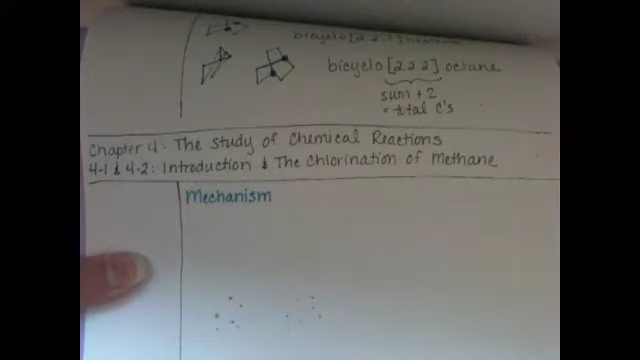 bicyclo
bicyclo [2.2.2] octane
sum + 2
= total C's
Chapter 4: The Study of Chemical Reactions
4-1 & 4-2: Introduction & The Chlorination of Methane
Mechanism